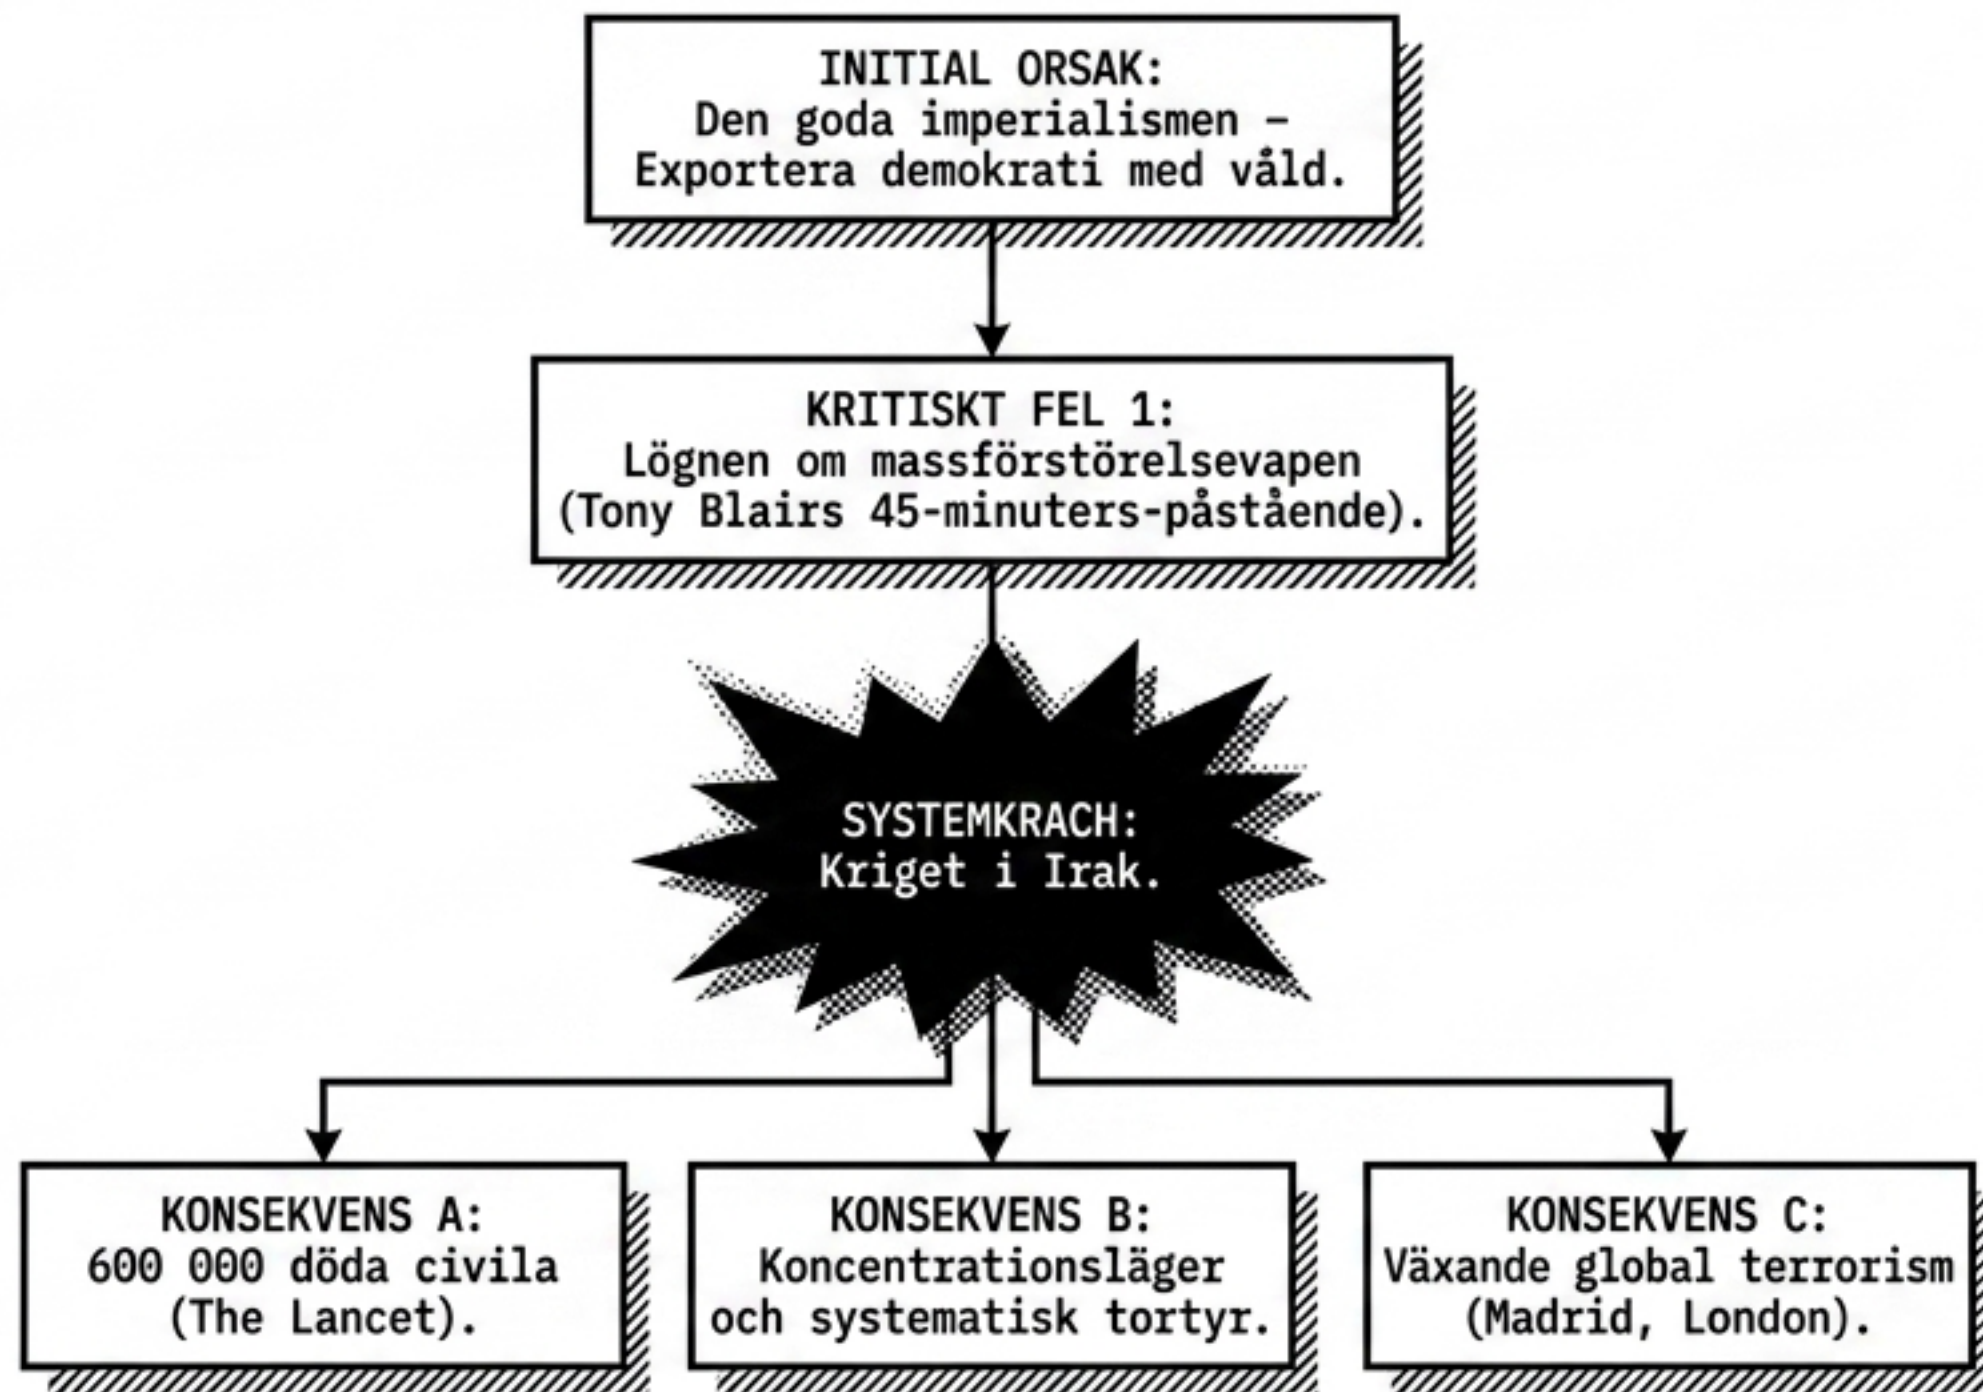 INITIAL ORSAK:
Den goda imperialismen –
Exportera demokrati med våld.
KRITISKT FEL 1:
Lögnen om massförstörelsevapen
(Tony Blairs 45-minuters-påstående).
SYSTEMKRACH:
Kriget i Irak.
KONSEKVENS A:
600 000 döda civila
(The Lancet).
KONSEKVENS B:
Koncentrationsläger
och systematisk tortyr.
KONSEKVENS C:
Växande global terrorism
(Madrid, London).